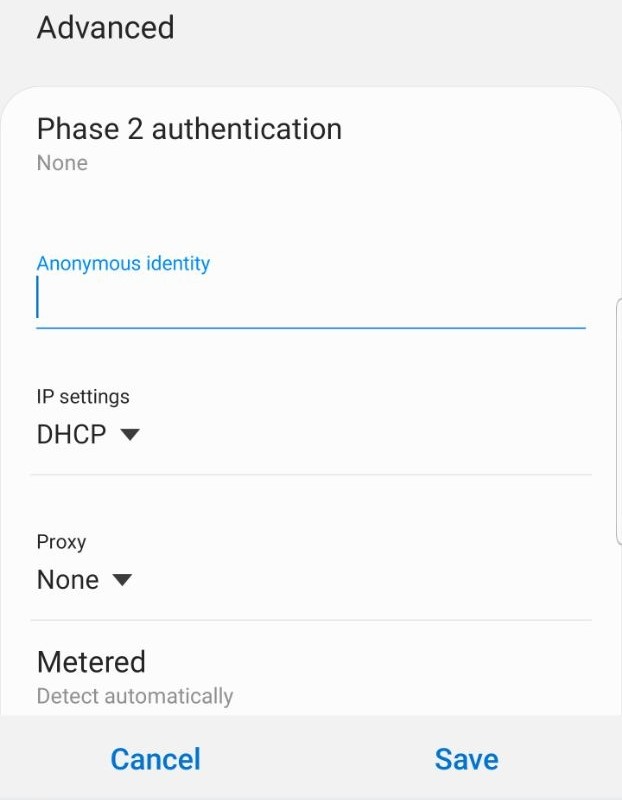 Advanced
Phase 2 authentication
None
Anonymous identity
IP settings
DHCP
Proxy
None
Metered
Detect automatically
Cancel Save